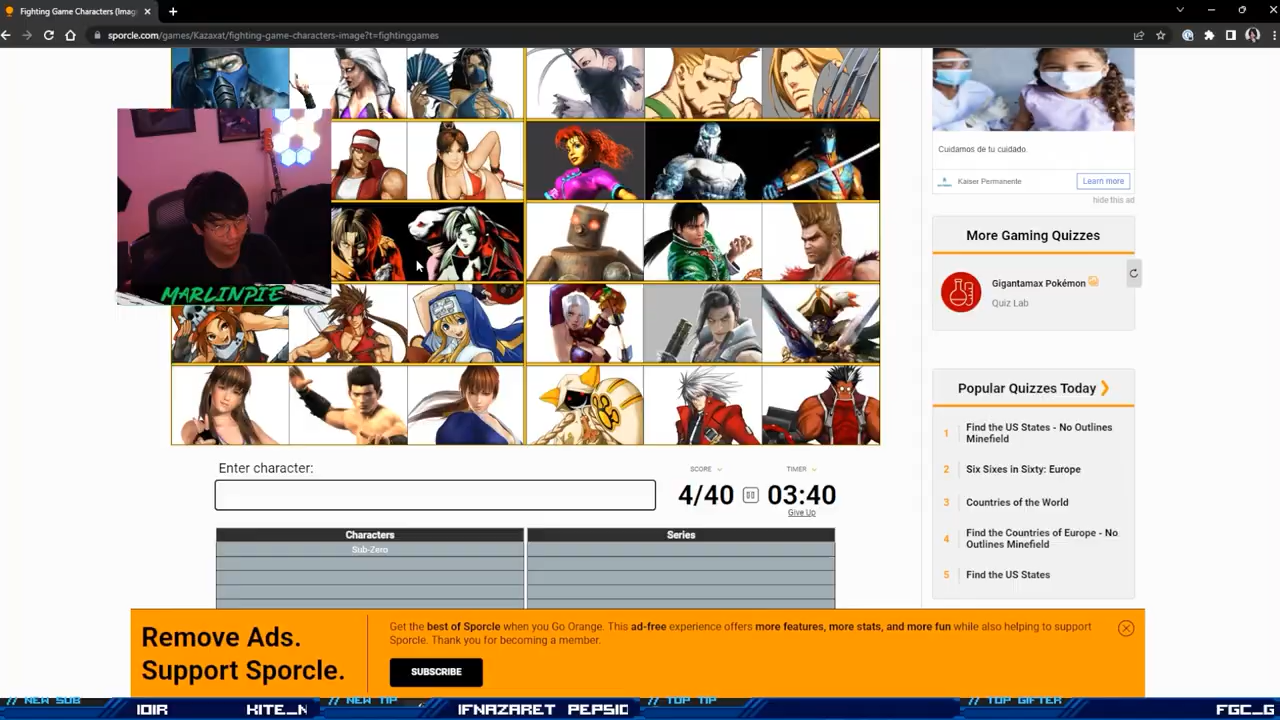 Fighting Game Characters (Imag
sporcle.com/games/Kazaxat/fighting-game-characters-image?t=fightinggames
Cuidamos de tu cuidado.
Kaiser Permanente
Learn more
hide this ad
More Gaming Quizzes
Gigantamax Pokémon
Quiz Lab
MARLINPIE
Popular Quizzes Today
1 Find the US States - No Outlines
Minefield
2 Six Sixes in Sixty: Europe
3 Countries of the World
4 Find the Countries of Europe - No
Outlines Minefield
5 Find the US States
Enter character:
SCORE
TIMER
4/40
03:40
Give Up
Characters
Series
Sub-Zero
Remove Ads.
Support Sporcle.
Get the best of Sporcle when you Go Orange. This ad-free experience offers more features, more stats, and more fun while also helping to support
Sporcle. Thank you for becoming a member.
SUBSCRIBE
// NEW SUB
// NEW TIP
// TOP TIP
// TOP GIFTER
IOIR
KITE_N
IFNAZARET
PEPSIC
FGC_G